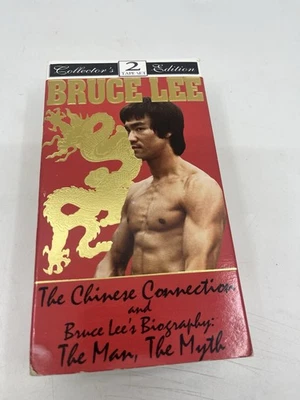 Collector's 2 Edition
TAPE SET
BRUCE LEE
The Chinese Connection
and
Bruce Lee's Biography:
The Man, The Myth